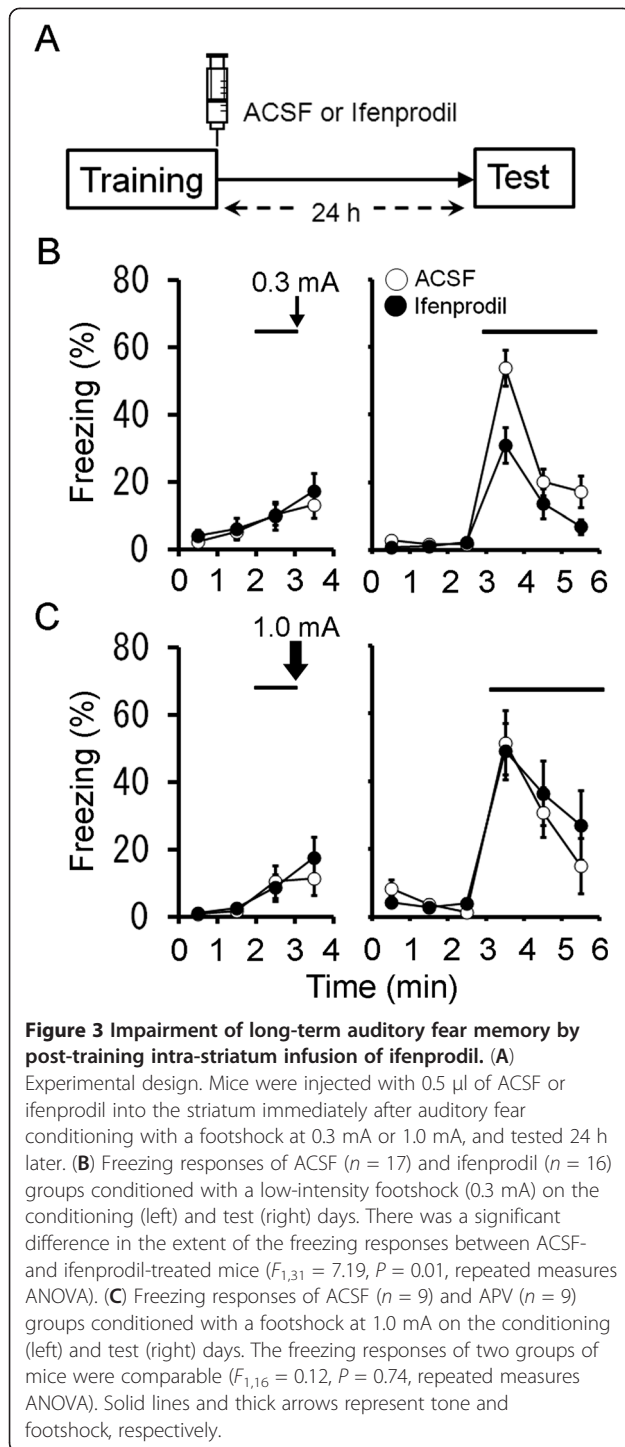 A
ACSF or Ifenprodil
Training
Test
24 h
B
0.3 mA
ACSF
Ifenprodil
Freezing (%)
80
60
40
20
0
0 1 2 3 4
80
60
40
20
0
0 1 2 3 4 5 6
C
1.0 mA
Freezing (%)
80
60
40
20
0
0 1 2 3 4
80
60
40
20
0
0 1 2 3 4 5 6
Time (min)
Figure 3 Impairment of long-term auditory fear memory by
post-training intra-striatum infusion of ifenprodil. (A)
Experimental design. Mice were injected with 0.5 μl of ACSF or
ifenprodil into the striatum immediately after auditory fear
conditioning with a footshock at 0.3 mA or 1.0 mA, and tested 24 h
later. (B) Freezing responses of ACSF (n = 17) and ifenprodil (n = 16)
groups conditioned with a low-intensity footshock (0.3 mA) on the
conditioning (left) and test (right) days. There was a significant
difference in the extent of the freezing responses between ACSF-
and ifenprodil-treated mice (F1,31 = 7.19, P = 0.01, repeated measures
ANOVA). (C) Freezing responses of ACSF (n = 9) and APV (n = 9)
groups conditioned with a footshock at 1.0 mA on the conditioning
(left) and test (right) days. The freezing responses of two groups of
mice were comparable (F1,16 = 0.12, P = 0.74, repeated measures
ANOVA). Solid lines and thick arrows represent tone and
footshock, respectively.